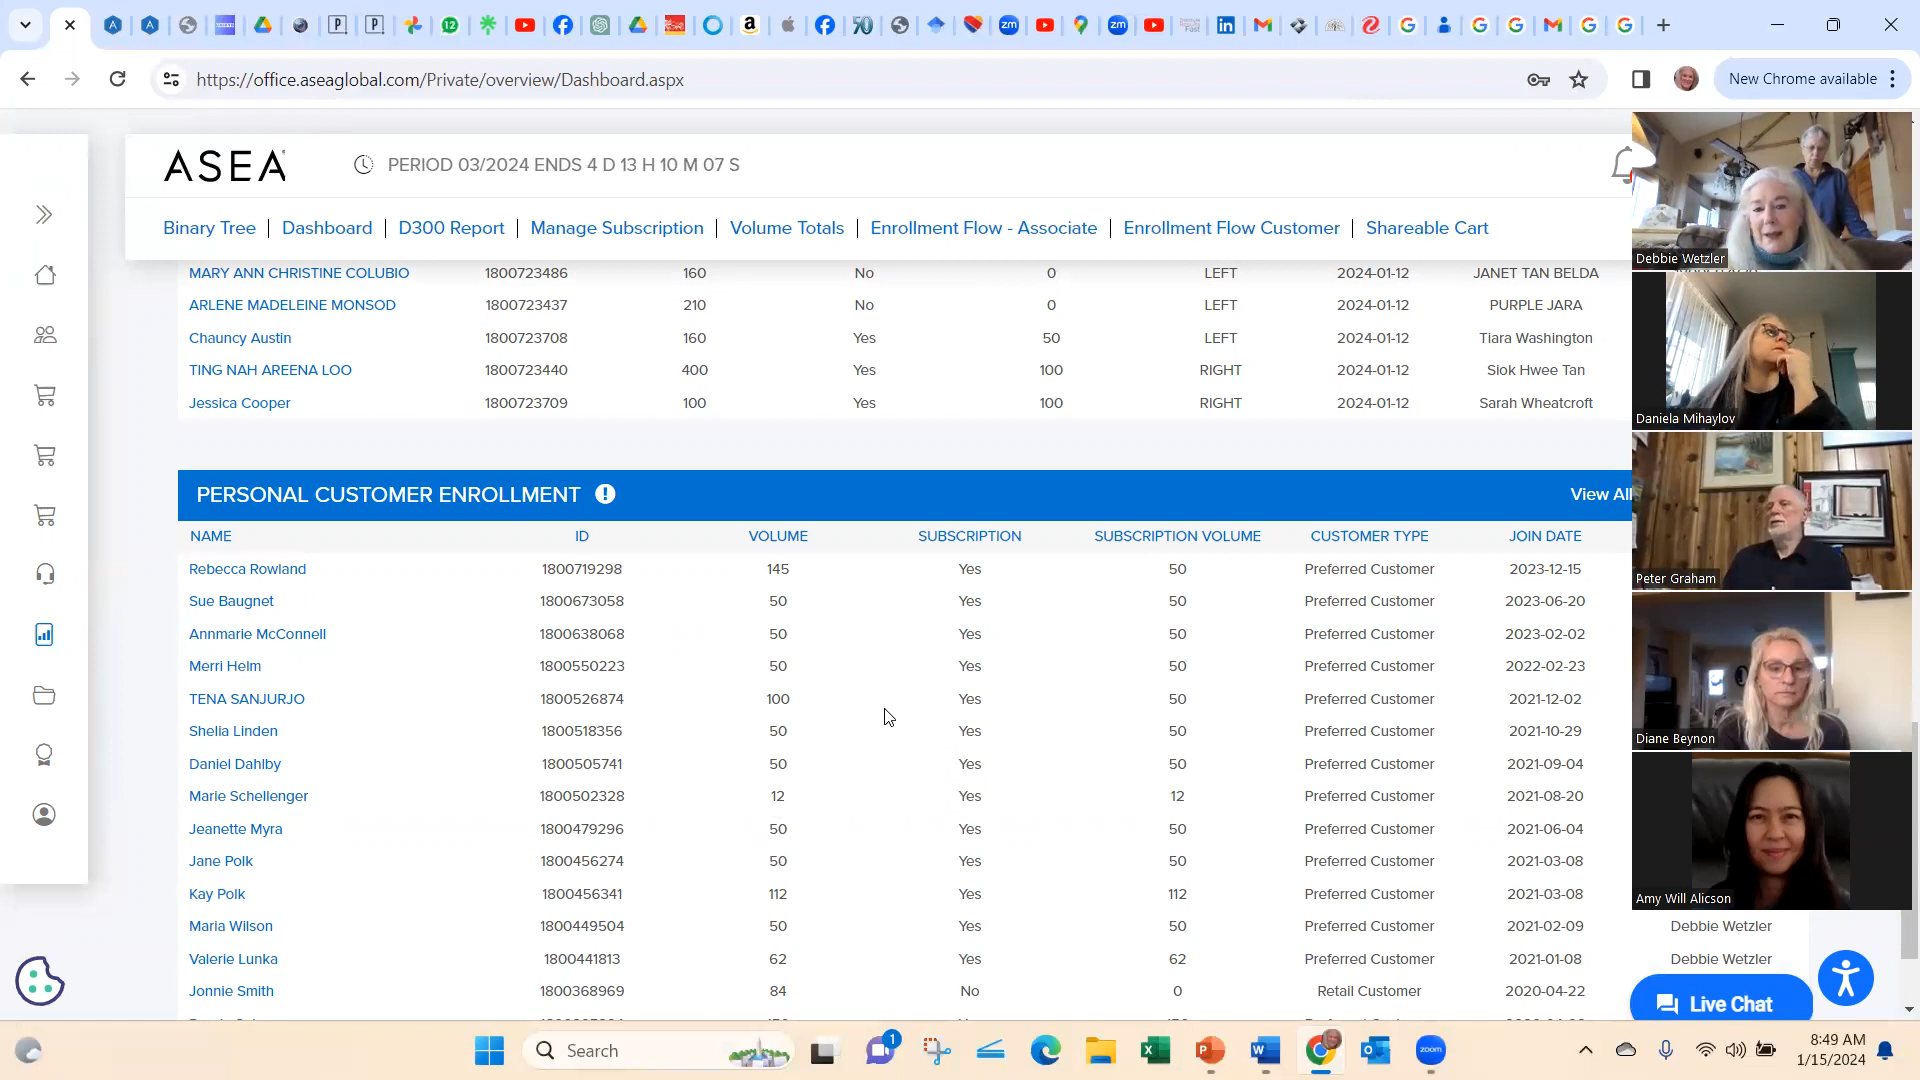 https://office.aseaglobal.com/Private/overview/Dashboard.aspx
New Chrome available
ASEA
PERIOD 03/2024 ENDS 4 D 13 H 10 M 07 S
Binary Tree | Dashboard | D300 Report | Manage Subscription | Volume Totals | Enrollment Flow - Associate | Enrollment Flow Customer | Shareable Cart
MARY ANN CHRISTINE COLUBIO 1800723486 160 No 0 LEFT 2024-01-12 JANET TAN BELDA
ARLENE MADELEINE MONSOD 1800723437 210 No 0 LEFT 2024-01-12 PURPLE JARA
Chauncy Austin 1800723708 160 Yes 50 LEFT 2024-01-12 Tiara Washington
TING NAH AREENA LOO 1800723440 400 Yes 100 RIGHT 2024-01-12 Siok Hwee Tan
Jessica Cooper 1800723709 100 Yes 100 RIGHT 2024-01-12 Sarah Wheatcroft
PERSONAL CUSTOMER ENROLLMENT View All
NAME ID VOLUME SUBSCRIPTION SUBSCRIPTION VOLUME CUSTOMER TYPE JOIN DATE
Rebecca Rowland 1800719298 145 Yes 50 Preferred Customer 2023-12-15
Sue Baugnet 1800673058 50 Yes 50 Preferred Customer 2023-06-20
Annmarie McConnell 1800638068 50 Yes 50 Preferred Customer 2023-02-02
Merri Helm 1800550223 50 Yes 50 Preferred Customer 2022-02-23
TENA SANJURJO 1800526874 100 Yes 50 Preferred Customer 2021-12-02
Shelia Linden 1800518356 50 Yes 50 Preferred Customer 2021-10-29
Daniel Dahlby 1800505741 50 Yes 50 Preferred Customer 2021-09-04
Marie Schellenger 1800502328 12 Yes 12 Preferred Customer 2021-08-20
Jeanette Myra 1800479296 50 Yes 50 Preferred Customer 2021-06-04
Jane Polk 1800456274 50 Yes 50 Preferred Customer 2021-03-08
Kay Polk 1800456341 112 Yes 112 Preferred Customer 2021-03-08
Maria Wilson 1800449504 50 Yes 50 Preferred Customer 2021-02-09 Debbie Wetzler
Valerie Lunka 1800441813 62 Yes 62 Preferred Customer 2021-01-08 Debbie Wetzler
Jonnie Smith 1800368969 84 No 0 Retail Customer 2020-04-22
Debbie Wetzler
Daniela Mihaylov
Peter Graham
Diane Beynon
Amy Will Alicson
Live Chat
Search
1
zoom
8:49 AM
1/15/2024